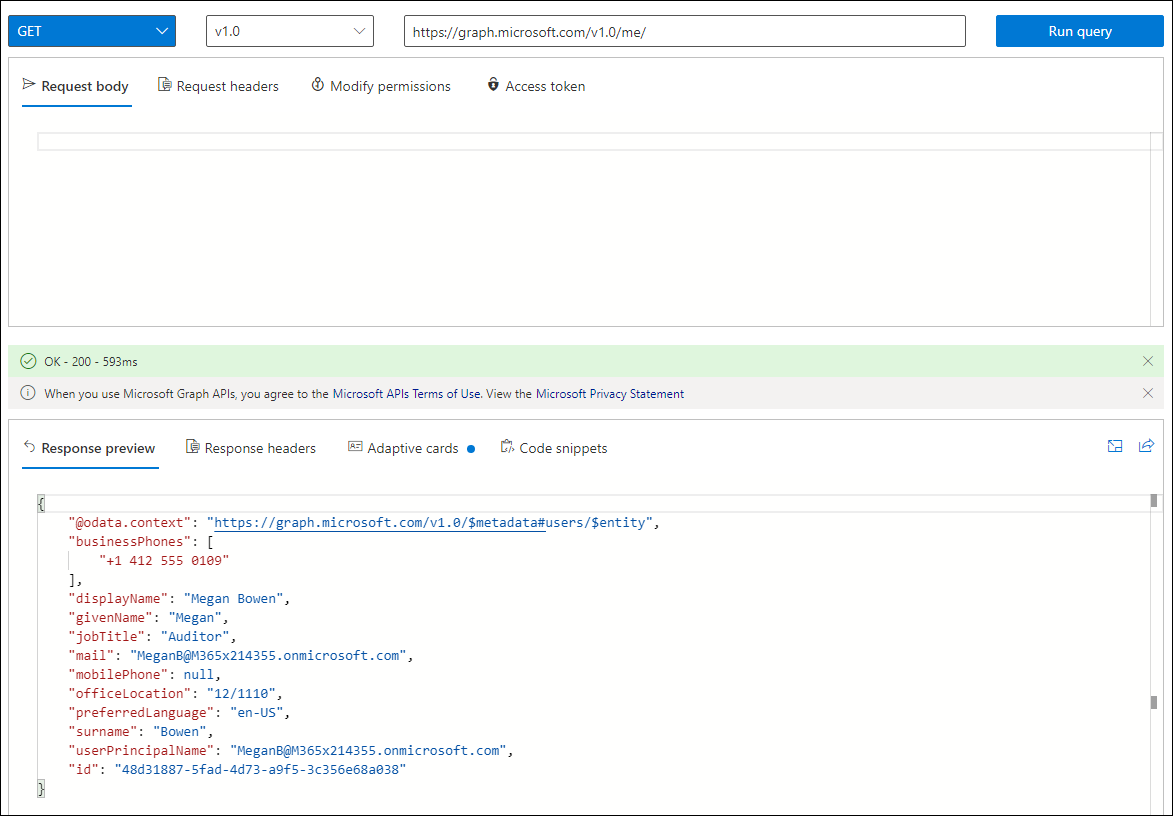 GET v1.0 https://graph.microsoft.com/v1.0/me/ Run query
Request body Request headers Modify permissions Access token
OK - 200 - 593ms
When you use Microsoft Graph APIs, you agree to the Microsoft APIs Terms of Use. View the Microsoft Privacy Statement
Response preview Response headers Adaptive cards Code snippets
{
"@odata.context": "https://graph.microsoft.com/v1.0/$metadata#users/$entity",
"businessPhones": [
"+1 412 555 0109"
],
"displayName": "Megan Bowen",
"givenName": "Megan",
"jobTitle": "Auditor",
"mail": "MeganB@M365x214355.onmicrosoft.com",
"mobilePhone": null,
"officeLocation": "12/1110",
"preferredLanguage": "en-US",
"surname": "Bowen",
"userPrincipalName": "MeganB@M365x214355.onmicrosoft.com",
"id": "48d31887-5fad-4d73-a9f5-3c356e68a038"
}